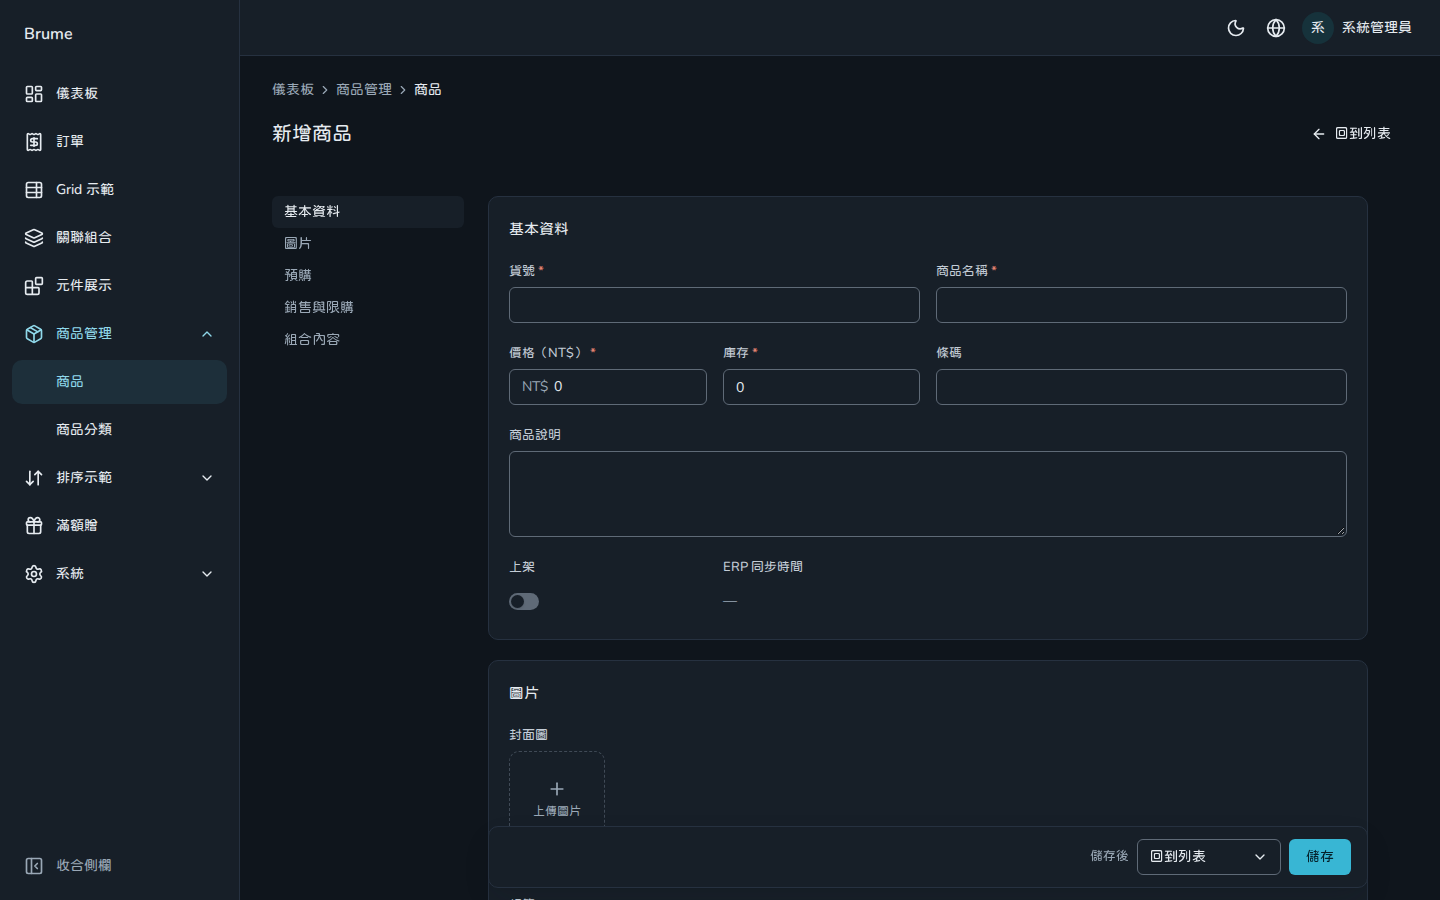 Brume
系 系統管理員
儀表板
訂單
Grid 示範
關聯組合
元件展示
商品管理
商品
商品分類
排序示範
滿額贈
系統
收合側欄
儀表板 > 商品管理 > 商品
新增商品
回到列表
基本資料
圖片
預購
銷售與限購
組合內容
基本資料
貨號 * 商品名稱 *
價格（NT$） * 庫存 * 條碼
NT$ 0 0
商品說明
上架 ERP 同步時間
—
圖片
封面圖
上傳圖片
儲存後 回到列表 儲存